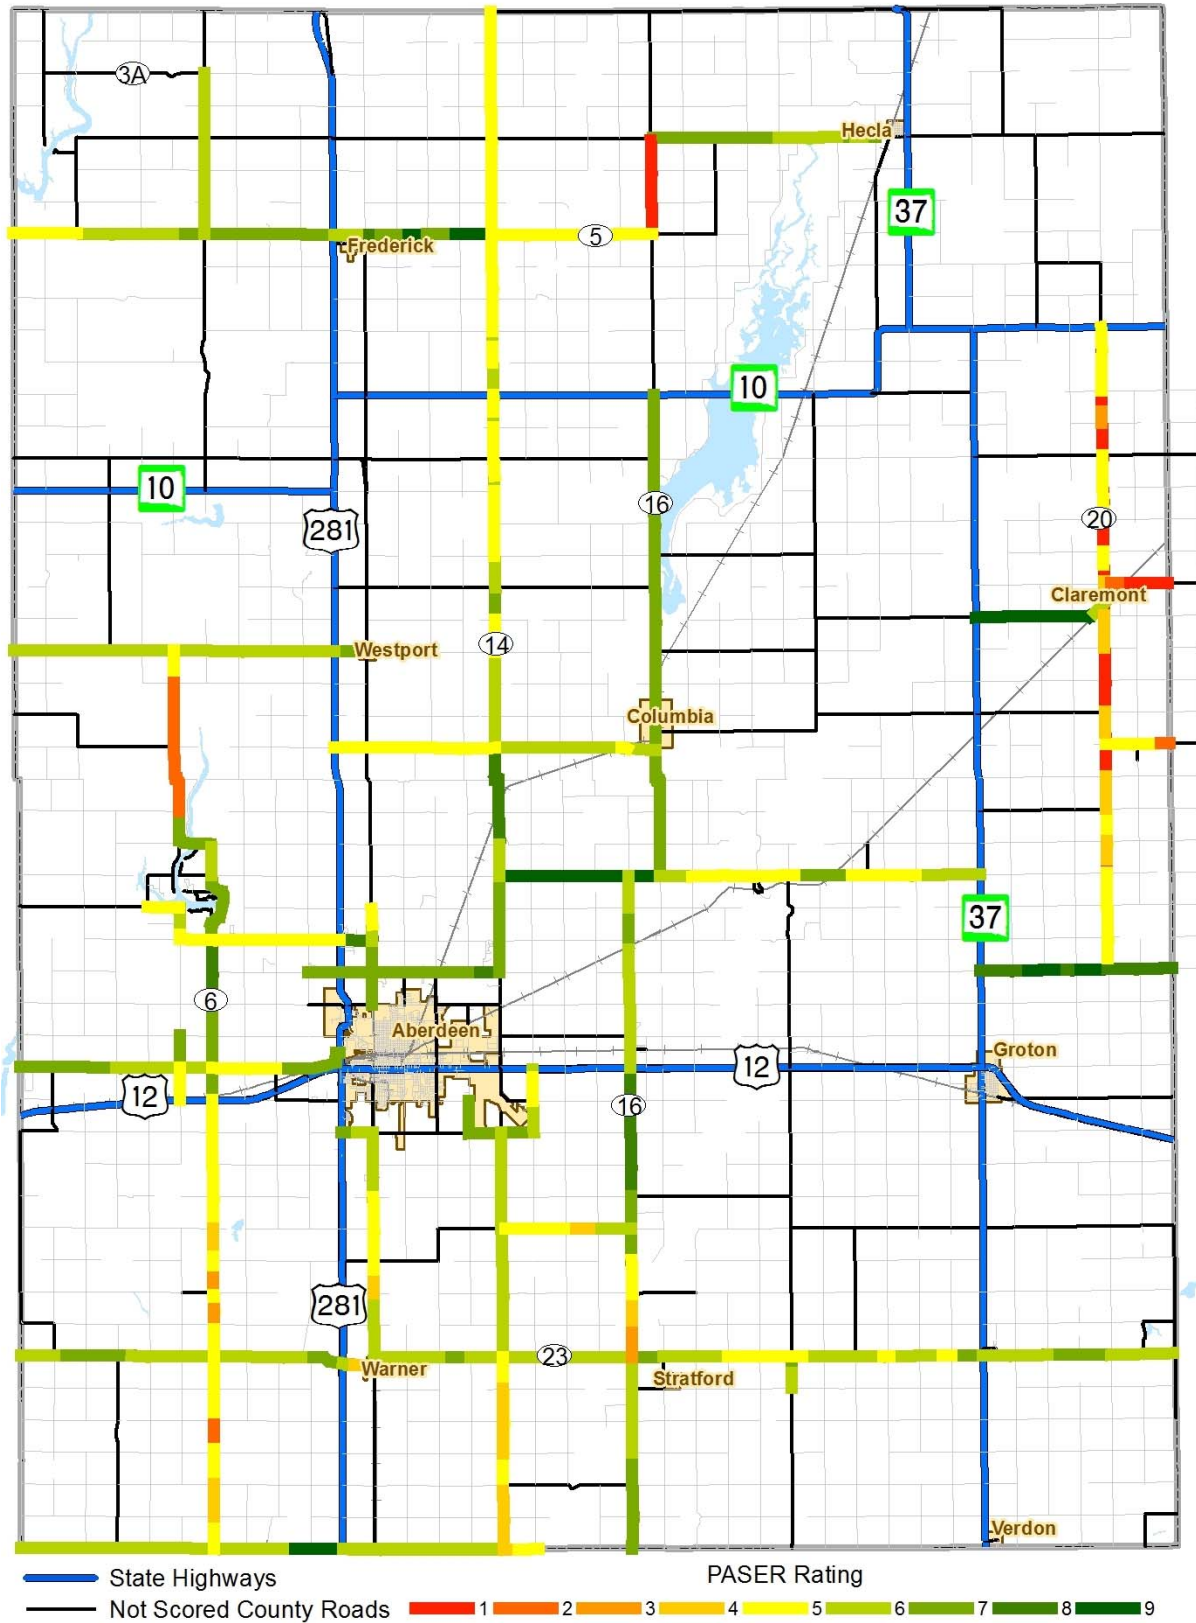 3A
Hecla
37
5
Frederick
10
10
16
281
20
Claremont
14
Westport
Columbia
37
6
Aberdeen
Groton
12
12
16
281
23
Warner
Stratford
Verdon
State Highways
PASER Rating
Not Scored County Roads
1 2 3 4 5 6 7 8 9